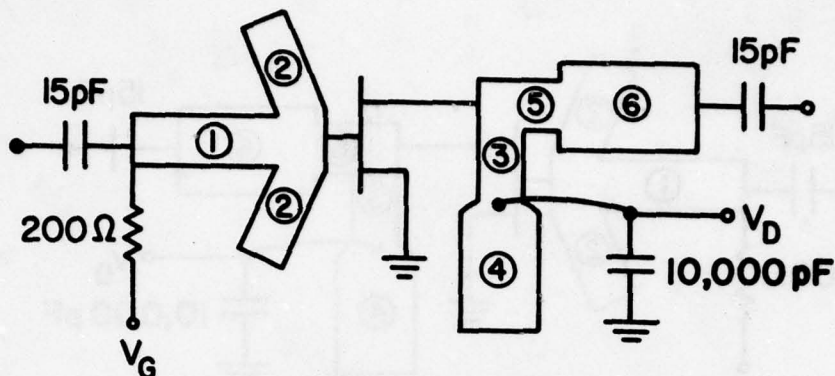 15pF
①
②
②
200Ω
V_G
③
④
⑤
⑥
15pF
V_D
10,000 pF